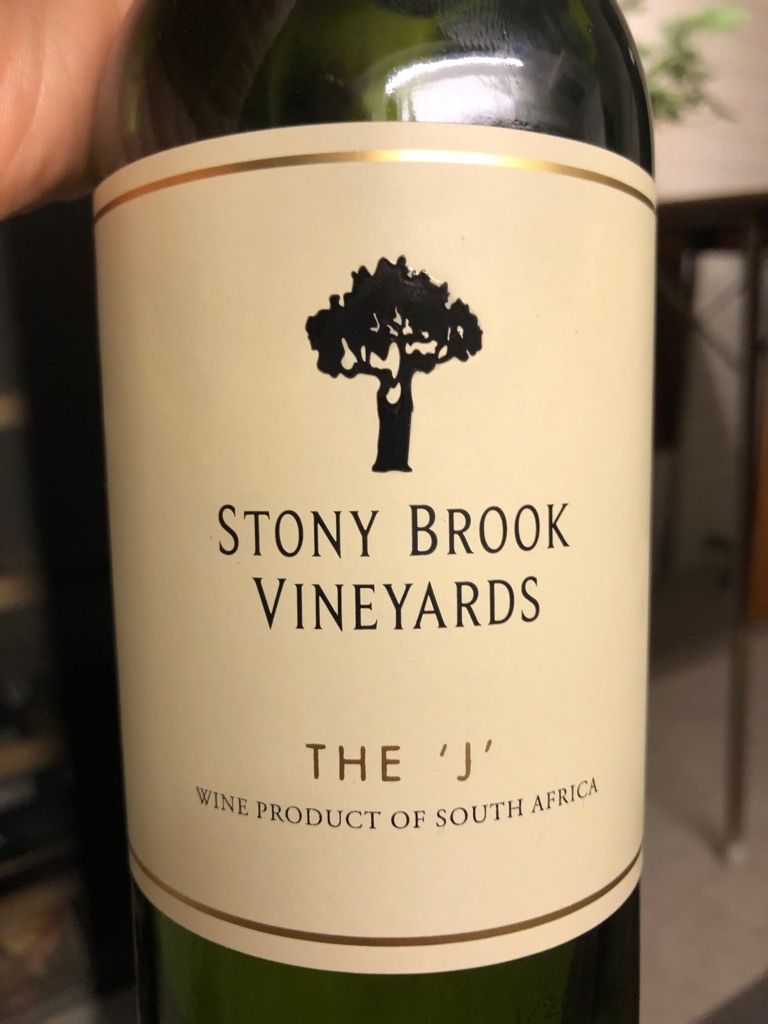 STONY BROOK
VINEYARDS
THE 'J'
WINE PRODUCT OF SOUTH AFRICA